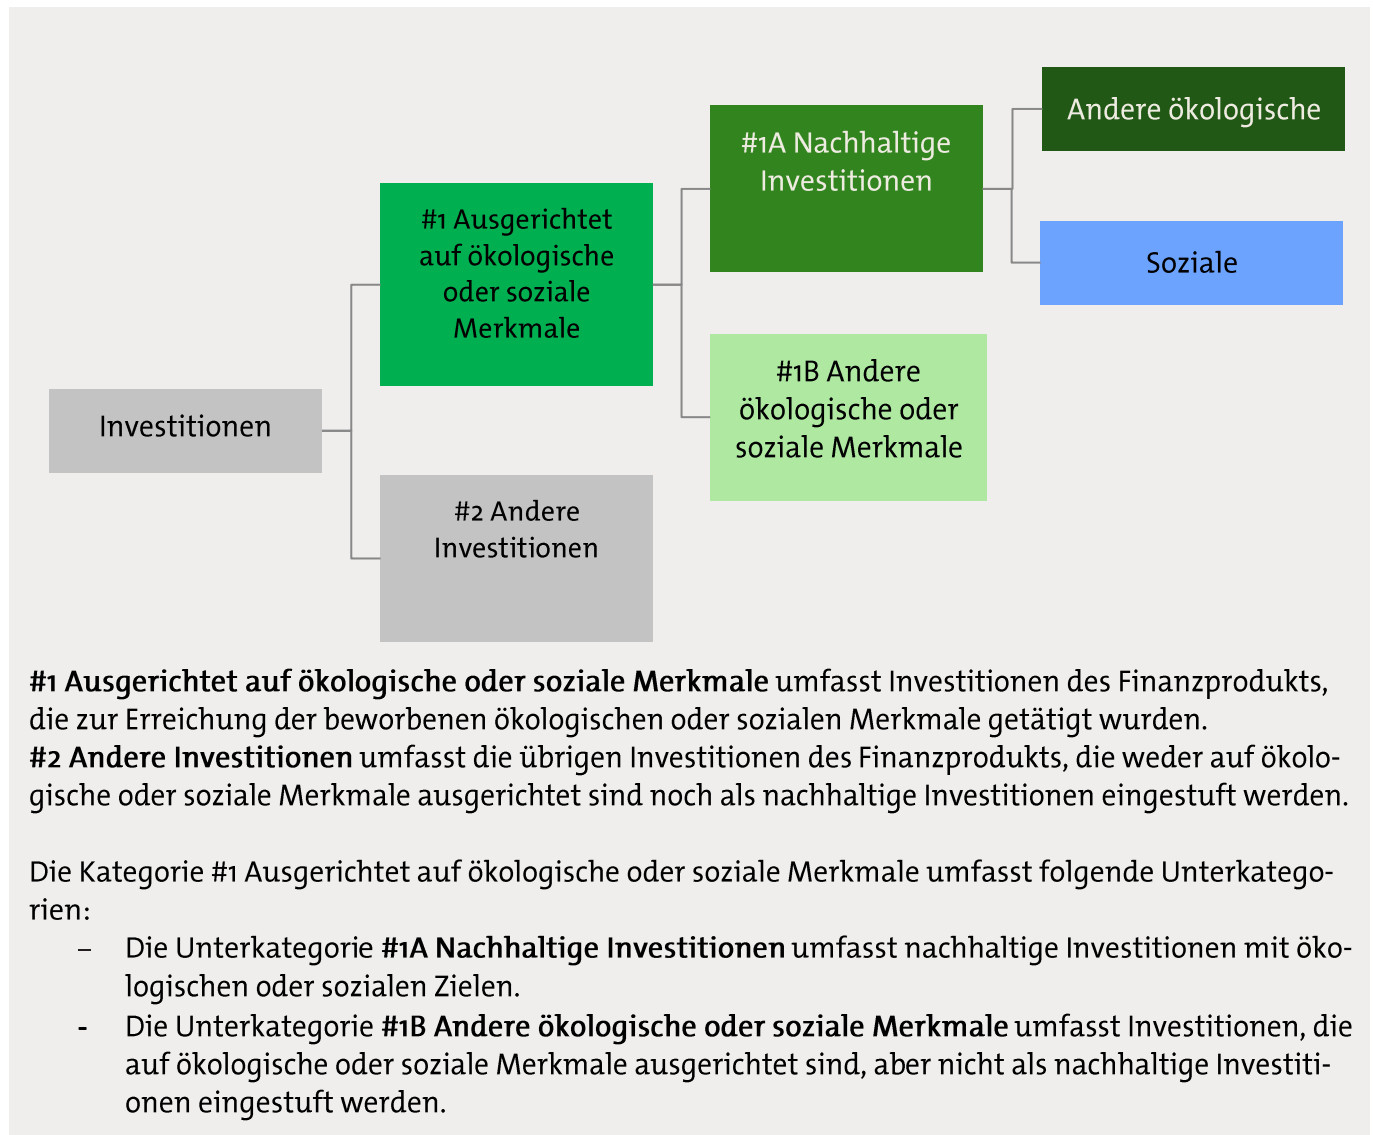 Andere ökologische
#1A Nachhaltige
Investitionen
#1 Ausgerichtet
auf ökologische
oder soziale
Merkmale
Soziale
#1B Andere
ökologische oder
soziale Merkmale
Investitionen
#2 Andere
Investitionen
#1 Ausgerichtet auf ökologische oder soziale Merkmale umfasst Investitionen des Finanzprodukts,
die zur Erreichung der beworbenen ökologischen oder sozialen Merkmale getätigt wurden.
#2 Andere Investitionen umfasst die übrigen Investitionen des Finanzprodukts, die weder auf ökolo-
gische oder soziale Merkmale ausgerichtet sind noch als nachhaltige Investitionen eingestuft werden.
Die Kategorie #1 Ausgerichtet auf ökologische oder soziale Merkmale umfasst folgende Unterkatego-
rien:
– Die Unterkategorie #1A Nachhaltige Investitionen umfasst nachhaltige Investitionen mit öko-
logischen oder sozialen Zielen.
- Die Unterkategorie #1B Andere ökologische oder soziale Merkmale umfasst Investitionen, die
auf ökologische oder soziale Merkmale ausgerichtet sind, aber nicht als nachhaltige Investiti-
onen eingestuft werden.